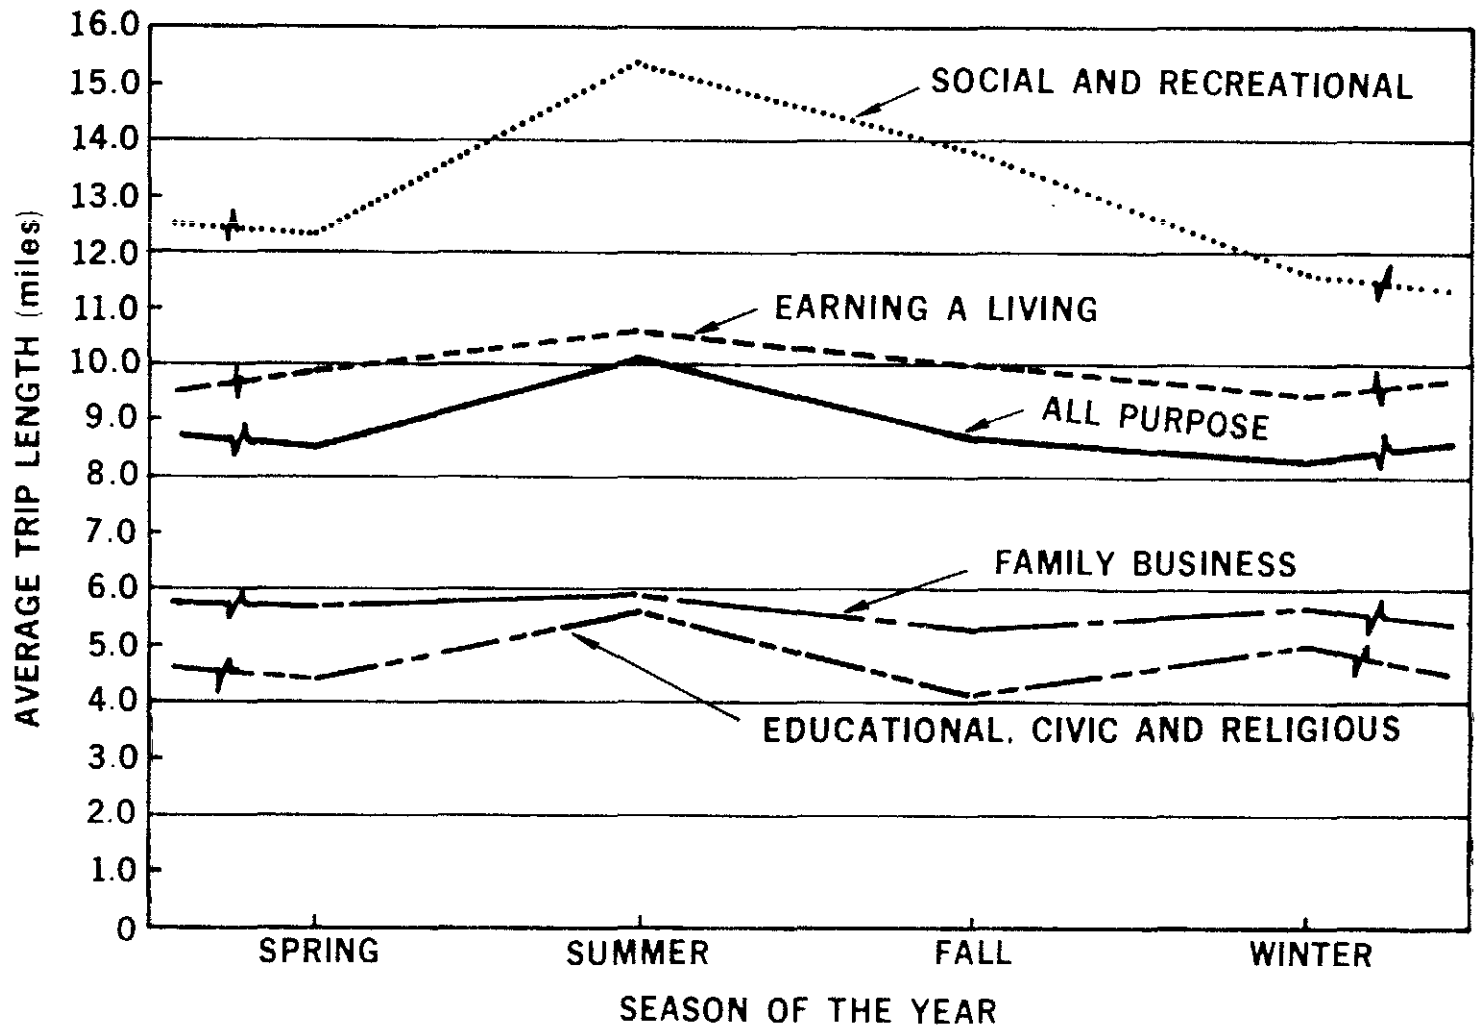 16.0
15.0
SOCIAL AND RECREATIONAL
14.0
13.0
12.0
11.0
EARNING A LIVING
10.0
9.0
ALL PURPOSE
8.0
7.0
FAMILY BUSINESS
6.0
5.0
4.0
EDUCATIONAL, CIVIC AND RELIGIOUS
3.0
2.0
1.0
0
AVERAGE TRIP LENGTH (miles)
SPRING SUMMER FALL WINTER
SEASON OF THE YEAR